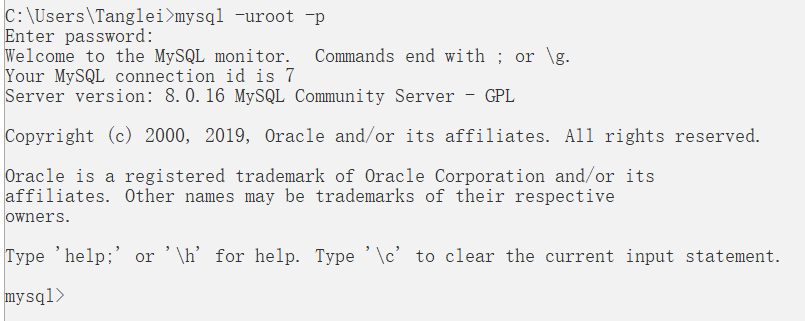 C:\Users\Tanglei>mysql -uroot -p
Enter password:
Welcome to the MySQL monitor.  Commands end with ; or \g.
Your MySQL connection id is 7
Server version: 8.0.16 MySQL Community Server - GPL
Copyright (c) 2000, 2019, Oracle and/or its affiliates. All rights reserved.
Oracle is a registered trademark of Oracle Corporation and/or its
affiliates. Other names may be trademarks of their respective
owners.
Type 'help;' or '\h' for help. Type '\c' to clear the current input statement.
mysql>